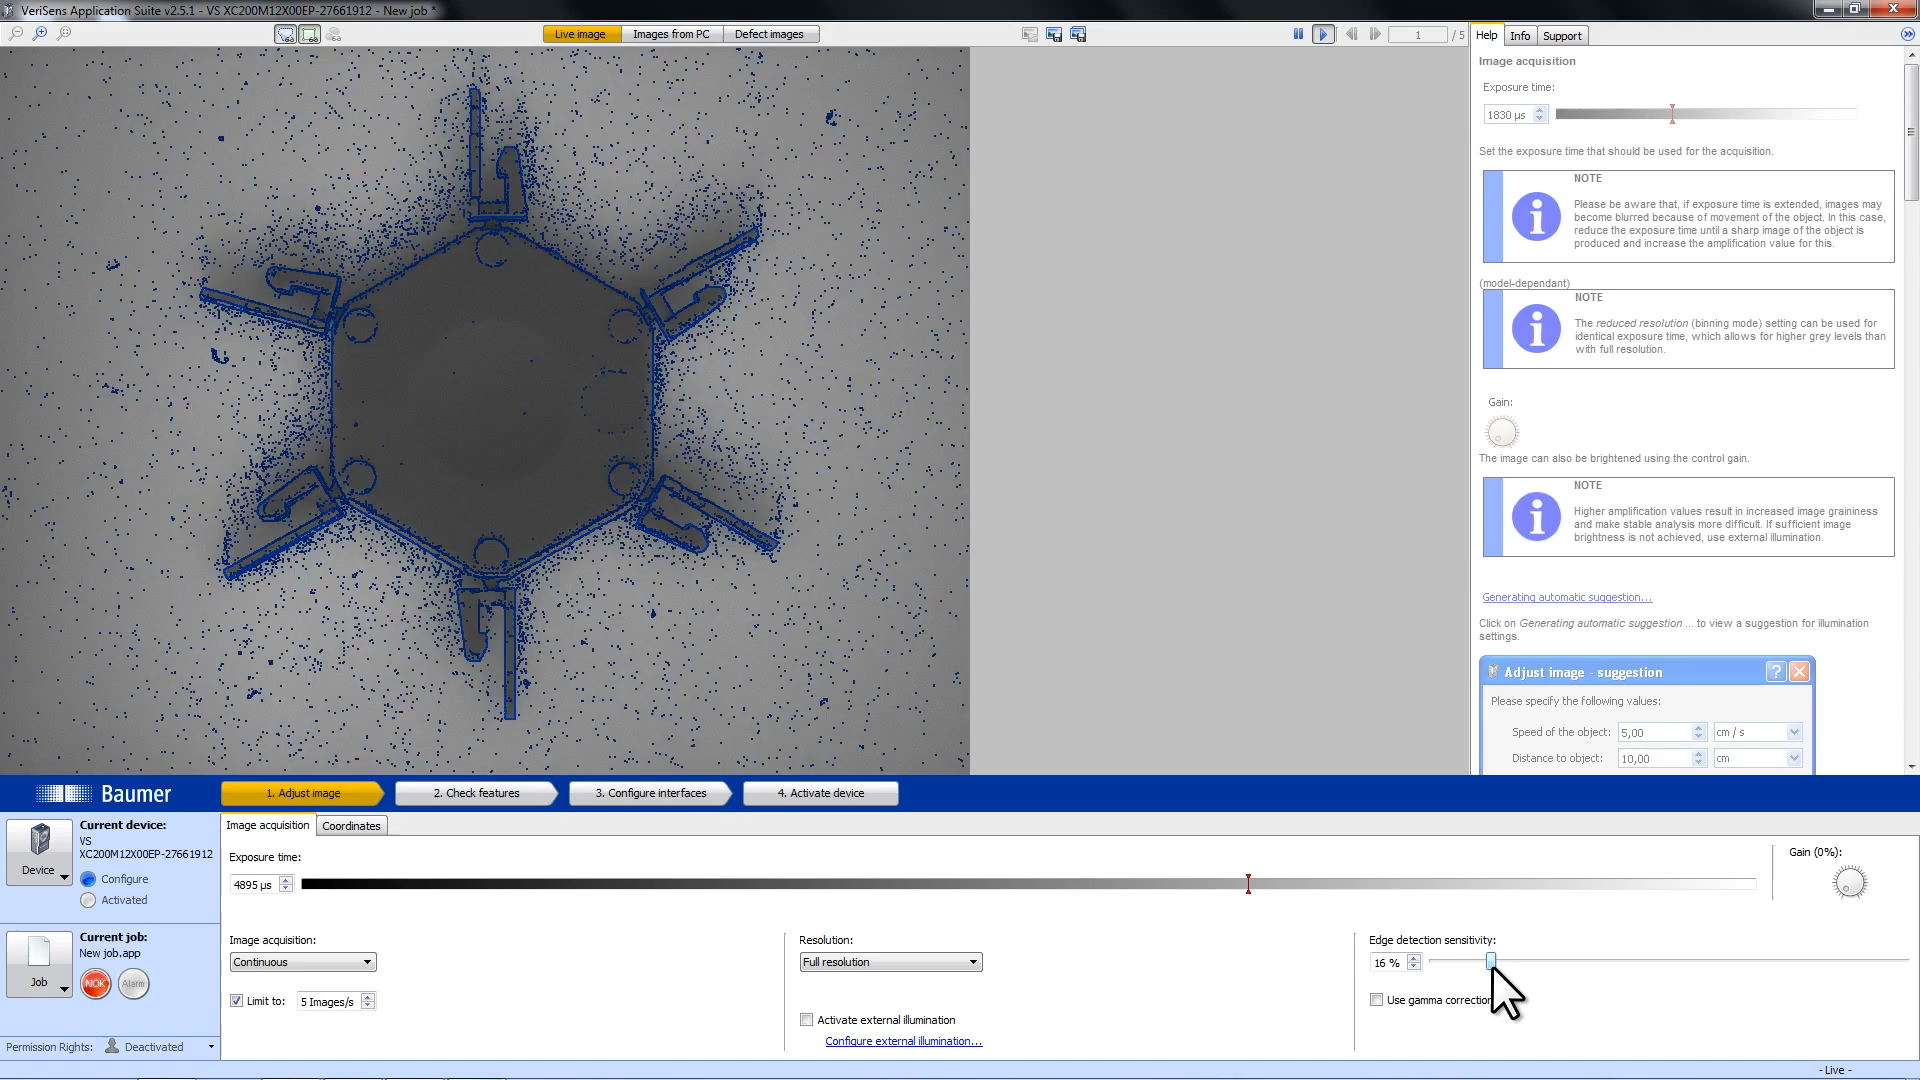 VeriSens Application Suite v2.5.1 - VS XC200M12X00EP-27661912 - New job *
Live image Images from PC Defect images 1 / 5
Help Info Support
Image acquisition
Exposure time:
1830 µs
Set the exposure time that should be used for the acquisition.
NOTE
Please be aware that, if exposure time is extended, images may
become blurred because of movement of the object. In this case,
reduce the exposure time until a sharp image of the object is
produced and increase the amplification value for this.
(model-dependant)
NOTE
The reduced resolution (binning mode) setting can be used for
identical exposure time, which allows for higher grey levels than
with full resolution.
Gain:
The image can also be brightened using the control gain.
NOTE
Higher amplification values result in increased image graininess
and make stable analysis more difficult. If sufficient image
brightness is not achieved, use external illumination.
Generating automatic suggestion...
Click on Generating automatic suggestion ... to view a suggestion for illumination
settings.
Adjust image - suggestion ?
Please specify the following values:
Speed of the object: 5,00 cm / s
Distance to object: 10,00 cm
Baumer 1. Adjust image 2. Check features 3. Configure interfaces 4. Activate device
Device
Current device:
VS
XC200M12X00EP-27661912
Configure
Activated
Job
Current job:
New job.app
NOK Alarm
Permission Rights: Deactivated
Image acquisition Coordinates
Exposure time:
4895 µs
Gain (0%):
Image acquisition:
Continuous
Limit to: 5 Images/s
Resolution:
Full resolution
Activate external illumination
Configure external illumination...
Edge detection sensitivity:
16 %
Use gamma correction
- Live -